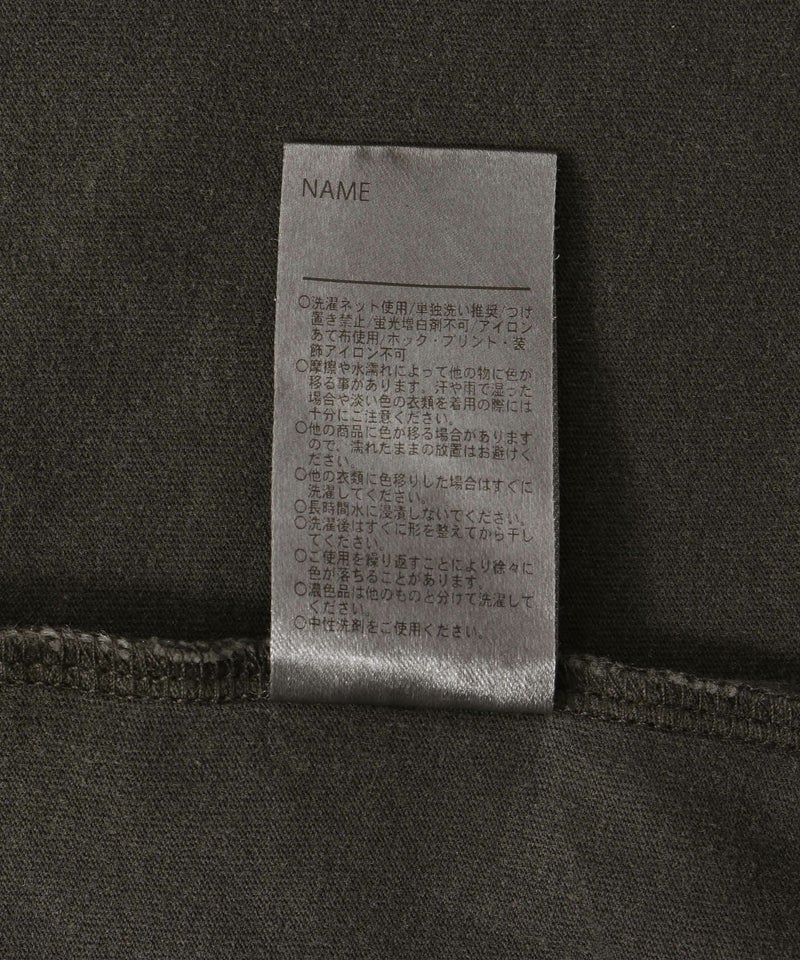 NAME
○洗濯ネット使用/単独洗い推奨/つけ
置き禁止/蛍光増白剤不可/アイロン
あて布使用/ホック・プリント・装
飾アイロン不可
○摩擦や水濡れによって他の物に色が
移る事があります。汗や雨で湿った
場合や淡い色の衣類を着用の際には
十分にご注意ください。
○他の商品に色が移る場合があります
ので、濡れたままの放置はお避けく
ださい。
○他の衣類に色移りした場合はすぐに
洗濯してください。
○長時間水に浸漬しないでください。
○洗濯後はすぐに形を整えてから干し
てください。
○ご使用を繰り返すことにより徐々に
色が落ちることがあります。
○濃色品は他のものと分けて洗濯して
ください。
○中性洗剤をご使用ください。